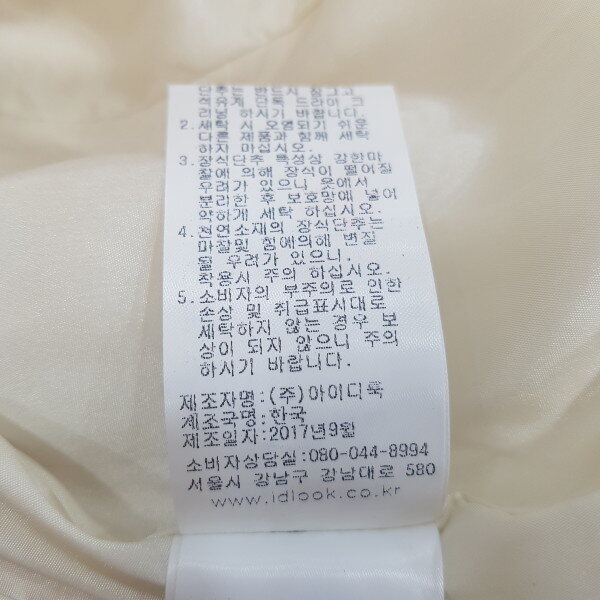 단추는 반드시 잠그고
석유계 단독 드라이 크
리닝 하시기 바랍니다.
2.세탁 시 오염되기 쉬운
다른 제품과 함께 세탁
하지 마십시오.
3.장식단추 특성상 강한마
찰에 의해 장식이 떨어질
우려가 있으니 옷에서
분리한 후 보호망에 넣어
약하게 세탁 하십시오.
4.천연소재의 장식단추는
마찰및 힘에의해 변질
될 우려가 있으니,
착용시 주의 하십시오.
5.소비자의 부주의로 인한
손상 및 취급표시대로
세탁하지 않는 경우 보
상이 되지 않으니 주의
하시기 바랍니다.
제조자명:(주)아이디룩
제조국명:한국
제조일자:2017년9월
소비자상담실:080-044-8994
서울시 강남구 강남대로 580
www.idlook.co.kr